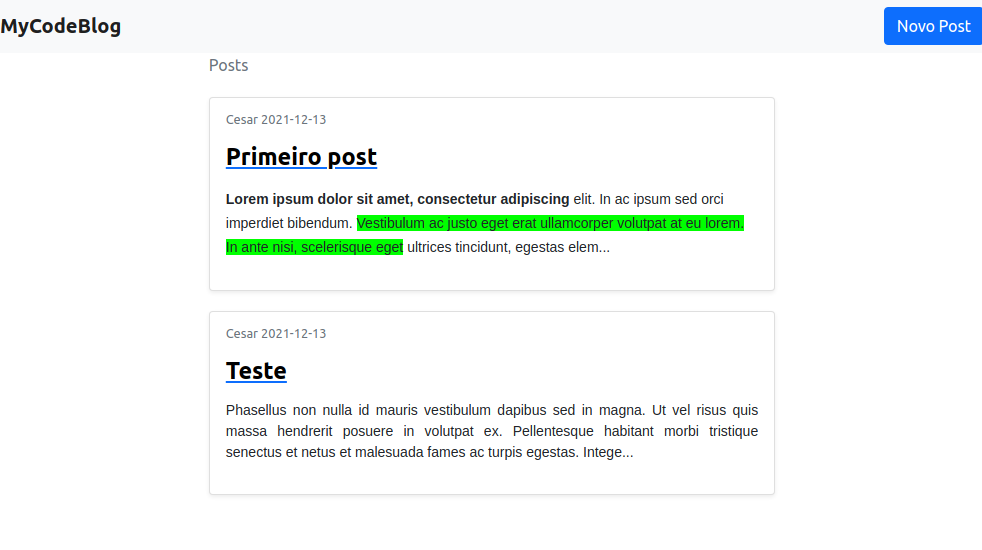 MyCodeBlog
Novo Post
Posts
Cesar 2021-12-13
Primeiro post
Lorem ipsum dolor sit amet, consectetur adipiscing elit. In ac ipsum sed orci
imperdiet bibendum. Vestibulum ac justo eget erat ullamcorper volutpat at eu lorem.
In ante nisi, scelerisque eget ultrices tincidunt, egestas elem...
Cesar 2021-12-13
Teste
Phasellus non nulla id mauris vestibulum dapibus sed in magna. Ut vel risus quis
massa hendrerit posuere in volutpat ex. Pellentesque habitant morbi tristique
senectus et netus et malesuada fames ac turpis egestas. Intege...